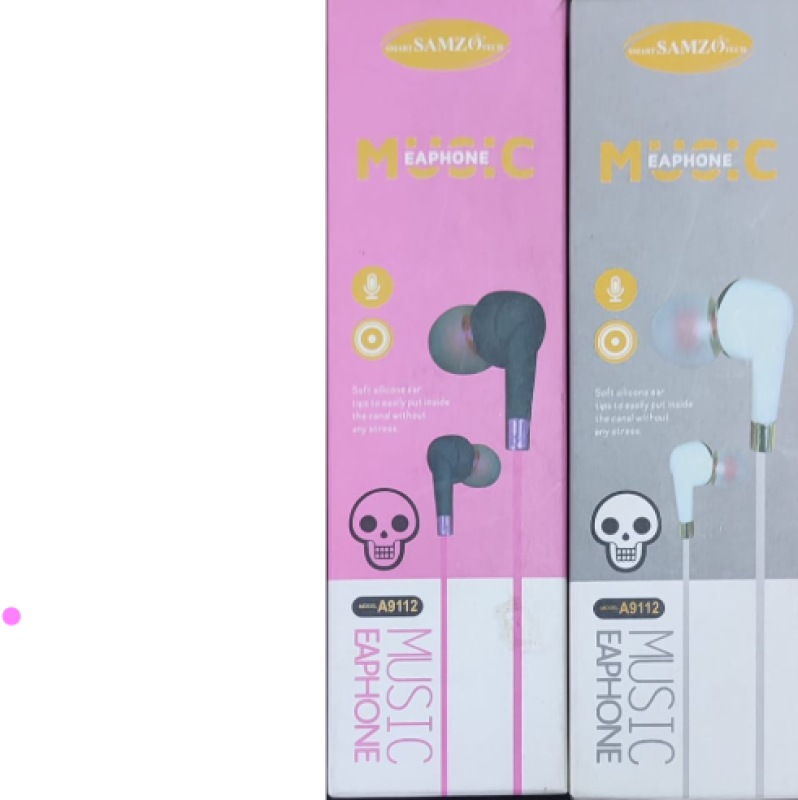 SMART SAMZO TECH
MUSIC
EAPHONE
Soft silicone ear
tips to easily put inside
the canal without
any stress
MODEL A9112
MUSIC
EAPHONE
SMART SAMZO TECH
MUSIC
EAPHONE
Soft silicone ear
tips to easily put inside
the canal without
any stress
MODEL A9112
MUSIC
EAPHONE